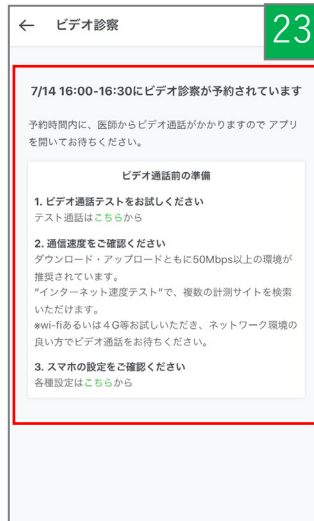 ← ビデオ診察
23
7/14 16:00-16:30にビデオ診察が予約されています
予約時間内に、医師からビデオ通話がかかりますので アプリ
を開いてお待ちください。
ビデオ通話前の準備
1. ビデオ通話テストをお試しください
テスト通話はこちらから
2. 通信速度をご確認ください
ダウンロード・アップロードともに50Mbps以上の環境が
推奨されています。
"インターネット速度テスト"で、複数の計測サイトを検索
いただけます。
※wi-fiあるいは４G等お試しいただき、ネットワーク環境の
良い方でビデオ通話をお待ちください。
3. スマホの設定をご確認ください
各種設定はこちらから